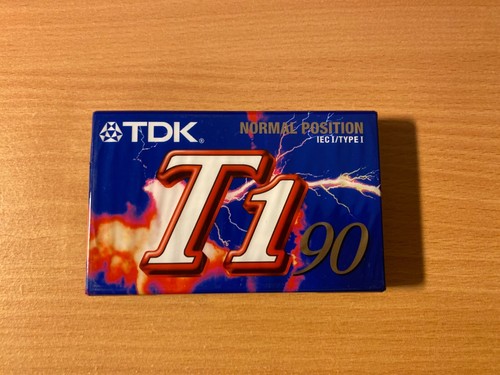 TDK®
NORMAL POSITION
IEC I / TYPE I
T1
90